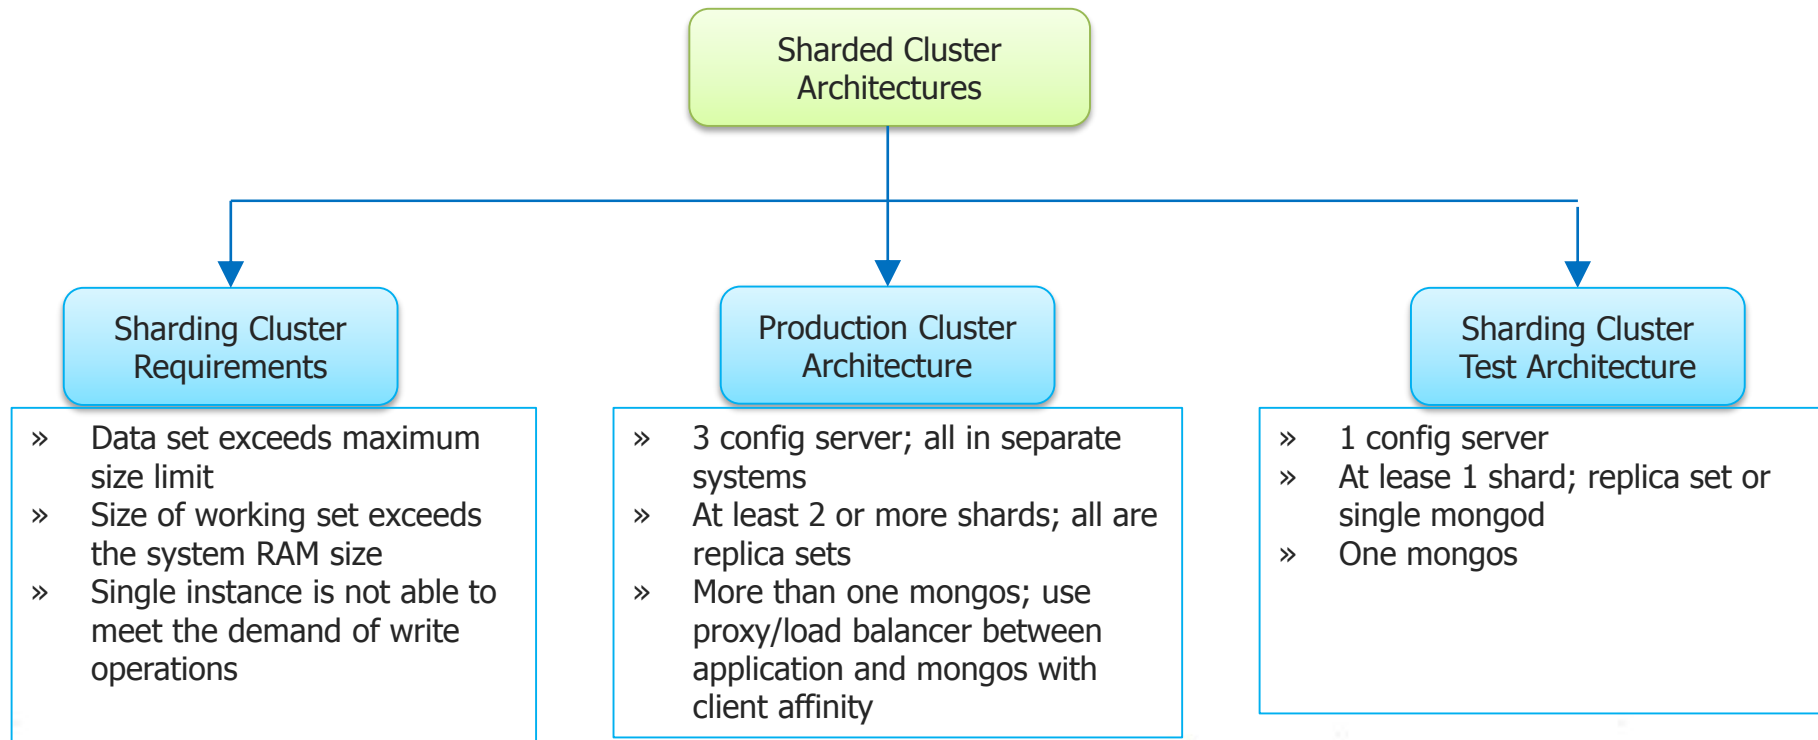 Sharded Cluster
Architectures
Sharding Cluster
Requirements
» Data set exceeds maximum
size limit
» Size of working set exceeds
the system RAM size
» Single instance is not able to
meet the demand of write
operations
Production Cluster
Architecture
» 3 config server; all in separate
systems
» At least 2 or more shards; all are
replica sets
» More than one mongos; use
proxy/load balancer between
application and mongos with
client affinity
Sharding Cluster
Test Architecture
» 1 config server
» At lease 1 shard; replica set or
single mongod
» One mongos